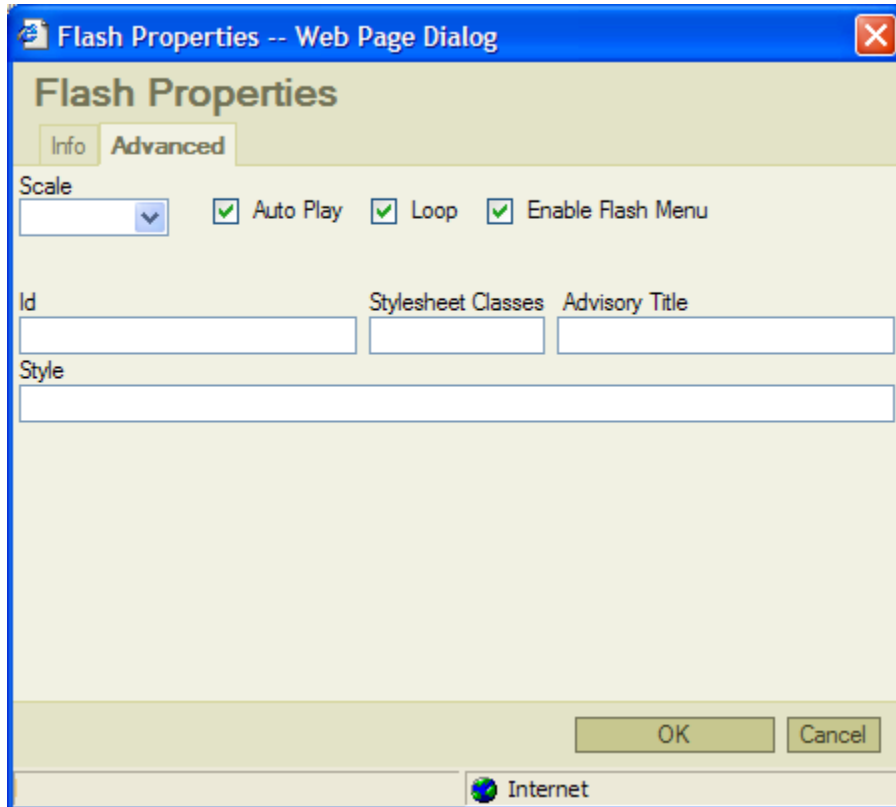 Flash Properties -- Web Page Dialog
Flash Properties
Info Advanced
Scale
Auto Play Loop Enable Flash Menu
Id Stylesheet Classes Advisory Title
Style
OK Cancel
Internet